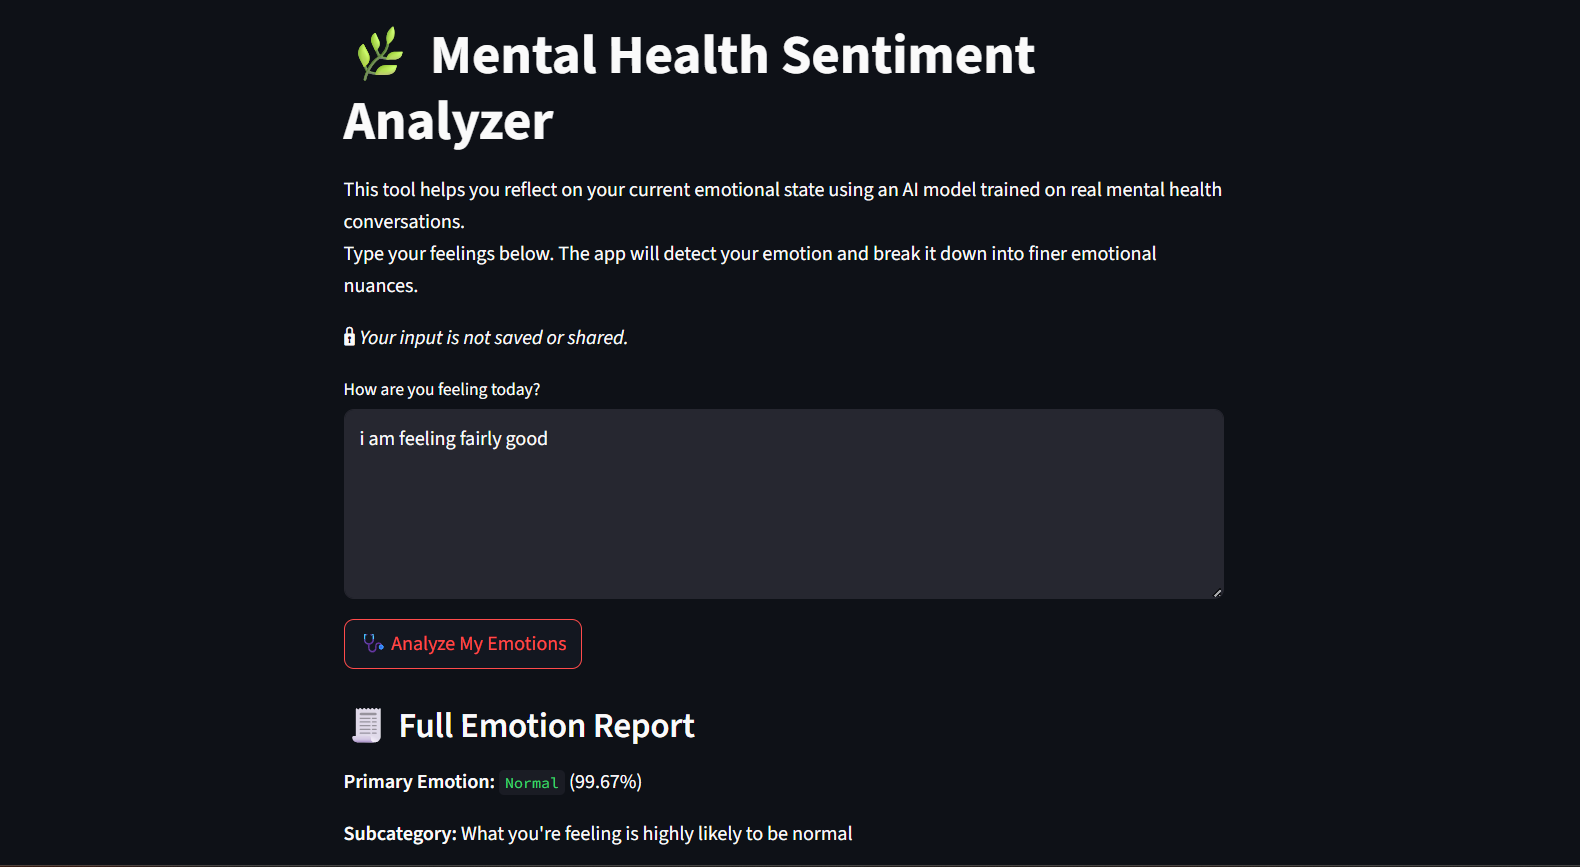 Mental Health Sentiment
Analyzer
This tool helps you reflect on your current emotional state using an AI model trained on real mental health
conversations.
Type your feelings below. The app will detect your emotion and break it down into finer emotional
nuances.
Your input is not saved or shared.
How are you feeling today?
i am feeling fairly good
Analyze My Emotions
Full Emotion Report
Primary Emotion: Normal (99.67%)
Subcategory: What you're feeling is highly likely to be normal